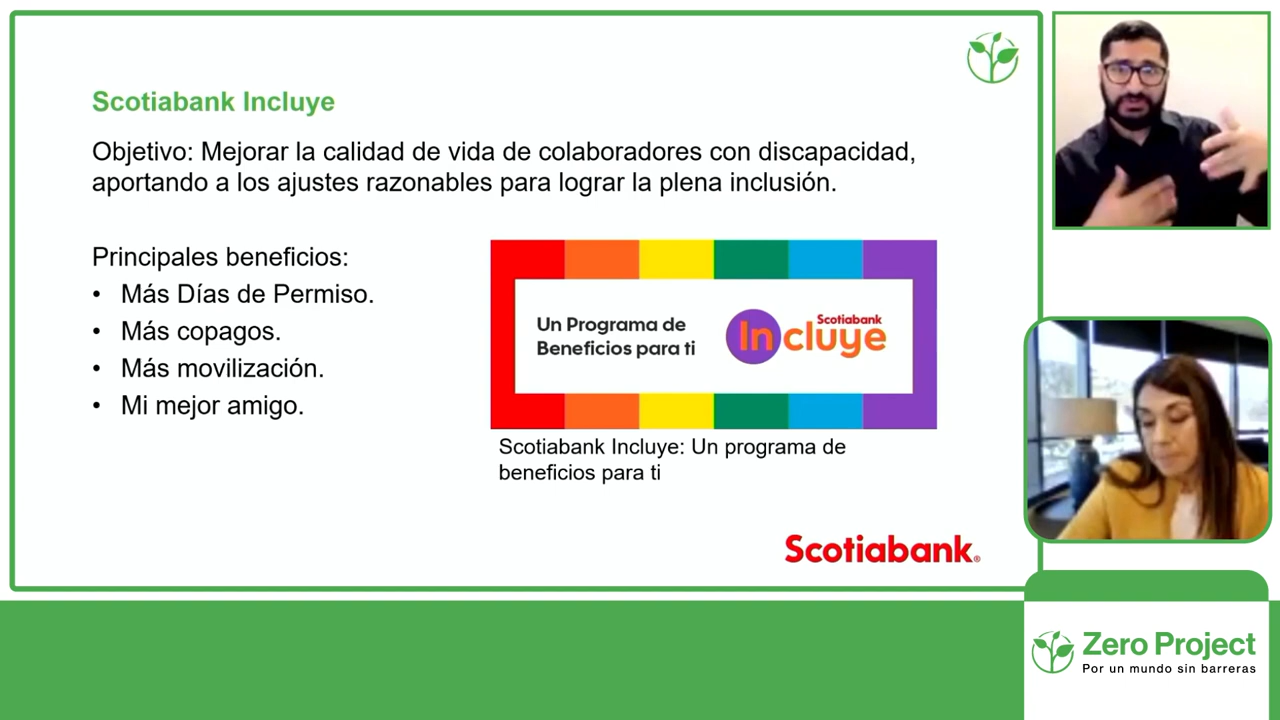 Scotiabank Incluye
Objetivo: Mejorar la calidad de vida de colaboradores con discapacidad,
aportando a los ajustes razonables para lograr la plena inclusión.
Principales beneficios:
• Más Días de Permiso.
• Más copagos.
• Más movilización.
• Mi mejor amigo.
Un Programa de
Beneficios para ti
Scotiabank
Incluye
Scotiabank Incluye: Un programa de
beneficios para ti
Scotiabank®
Zero Project
Por un mundo sin barreras